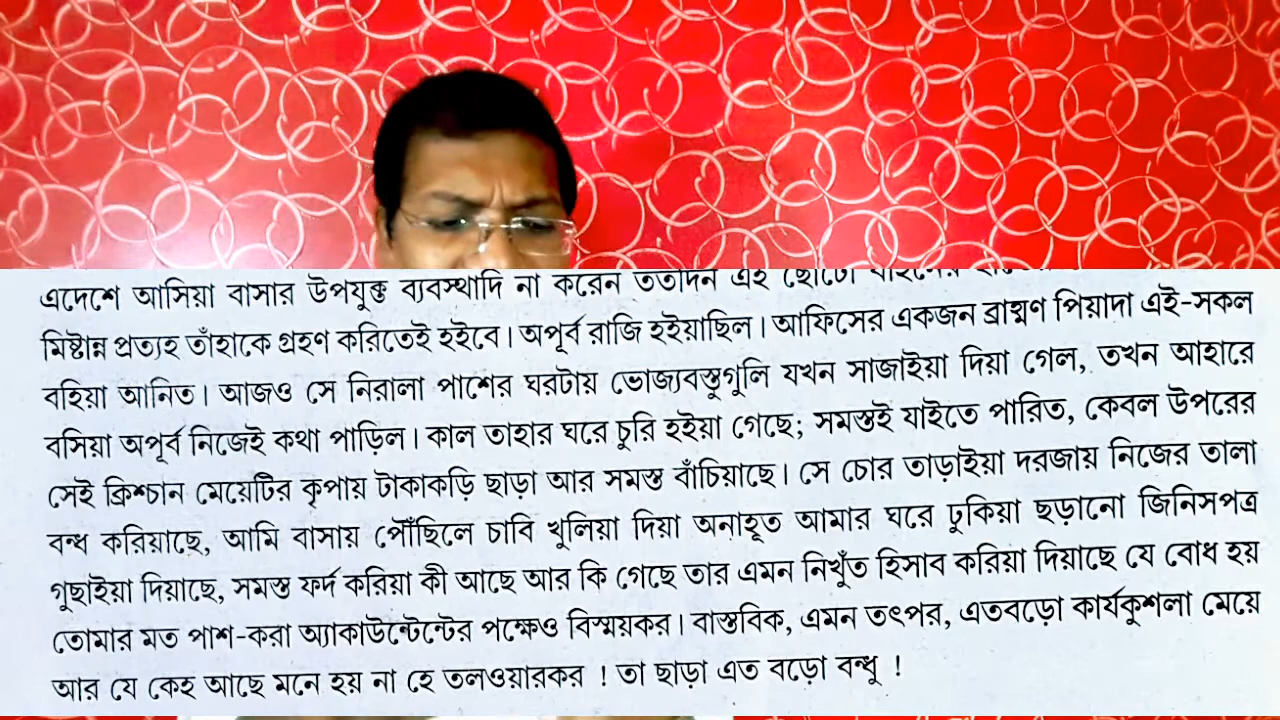 এদেশে আসিয়া বাসার উপযুক্ত ব্যবস্থাদি না করেন ততদিন এই ছোটো
মিষ্টান্ন প্রত্যহ তাঁহাকে গ্রহণ করিতেই হইবে। অপূর্ব রাজি হইয়াছিল। আফিসের একজন ব্রাহ্মণ পিয়াদা এই-সকল
বহিয়া আনিত। আজও সে নিরালা পাশের ঘরটায় ভোজ্যবস্তুগুলি যখন সাজাইয়া দিয়া গেল, তখন আহারে
বসিয়া অপূর্ব নিজেই কথা পাড়িল। কাল তাহার ঘরে চুরি হইয়া গেছে; সমস্তই যাইতে পারিত, কেবল উপরের
সেই ক্রিশ্চান মেয়েটির কৃপায় টাকাকড়ি ছাড়া আর সমস্ত বাঁচিয়াছে। সে চোর তাড়াইয়া দরজায় নিজের তালা
বন্ধ করিয়াছে, আমি বাসায় পৌঁছিলে চাবি খুলিয়া দিয়া অনাহূত আমার ঘরে ঢুকিয়া ছড়ানো জিনিসপত্র
গুছাইয়া দিয়াছে, সমস্ত ফর্দ করিয়া কী আছে আর কি গেছে তার এমন নিখুঁত হিসাব করিয়া দিয়াছে যে বোধ হয়
তোমার মত পাশ-করা অ্যাকাউন্টেন্টের পক্ষেও বিস্ময়কর। বাস্তবিক, এমন তৎপর, এতবড়ো কার্যকুশলা মেয়ে
আর যে কেহ আছে মনে হয় না হে তলওয়ারকর ! তা ছাড়া এত বড়ো বন্ধু !